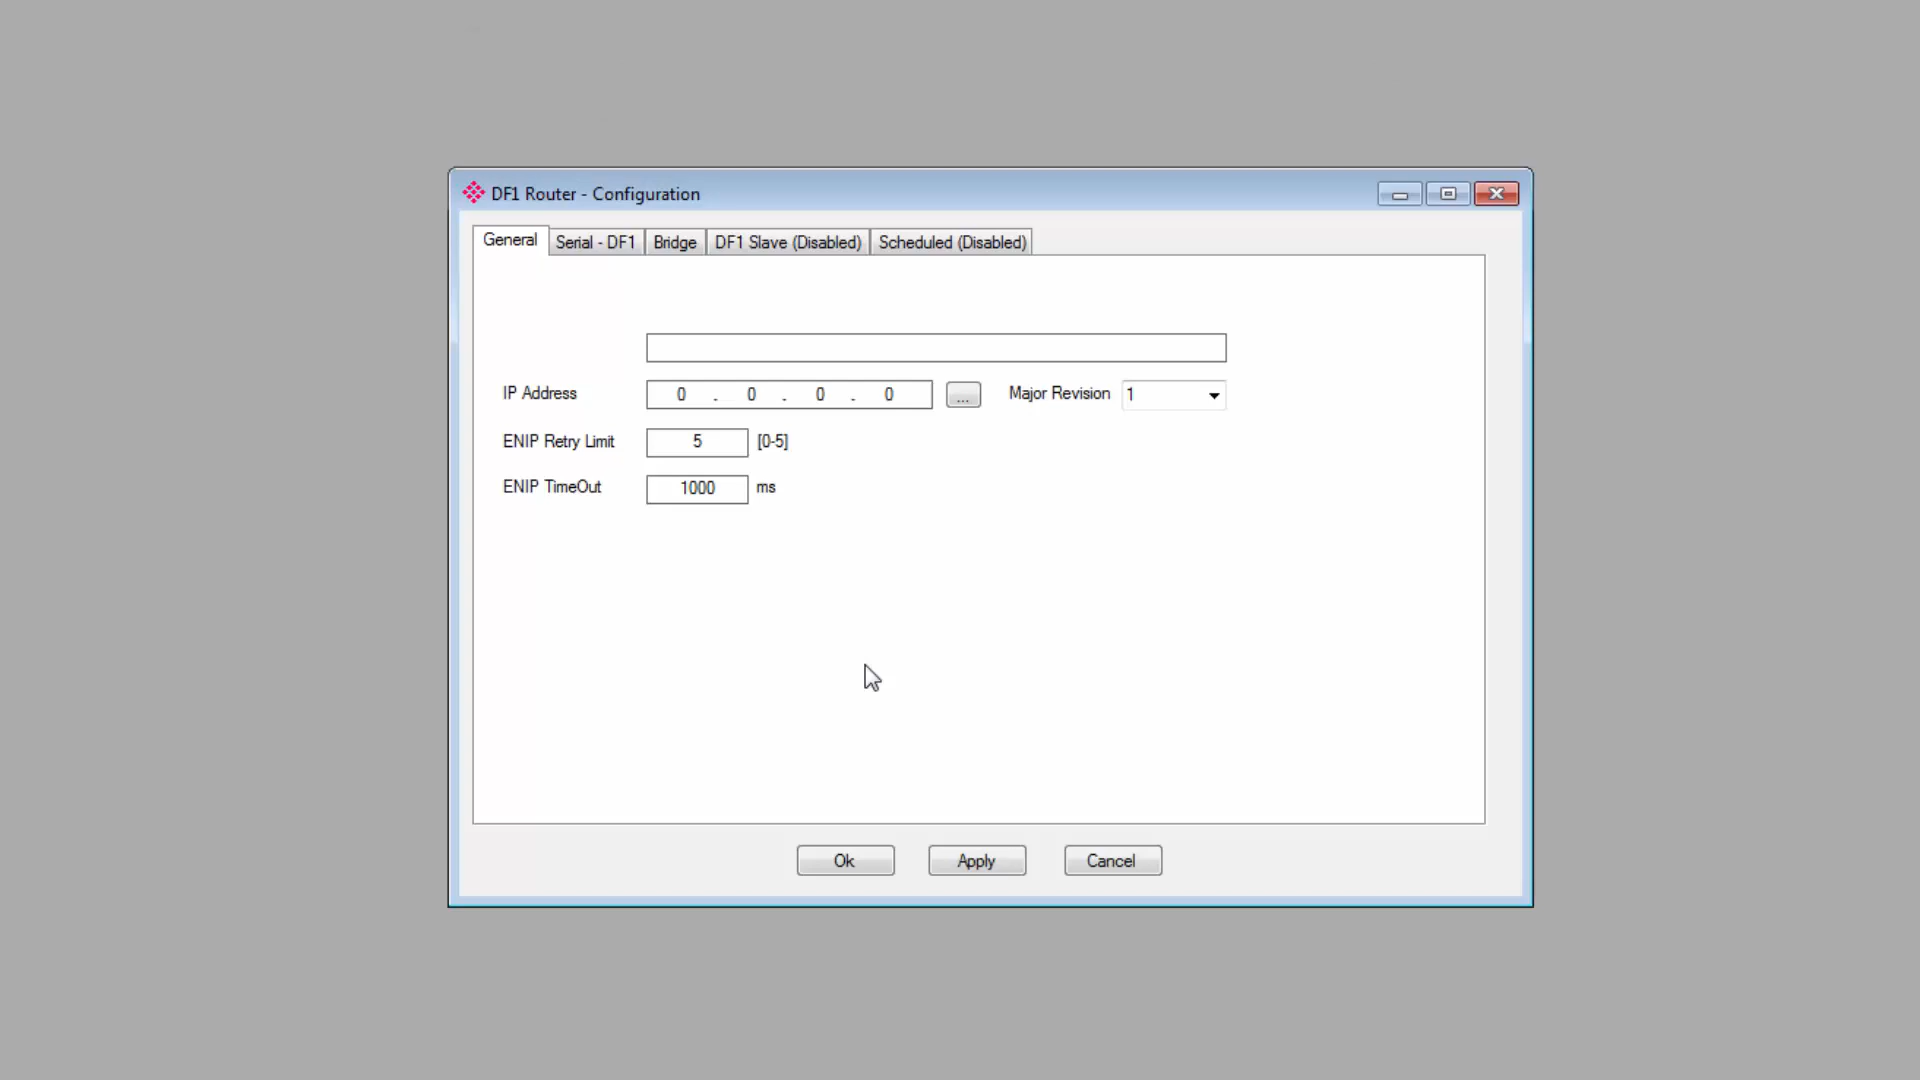 DF1 Router - Configuration
General Serial - DF1 Bridge DF1 Slave (Disabled) Scheduled (Disabled)
IP Address 0 . 0 . 0 . 0 ... Major Revision 1
ENIP Retry Limit 5 [0-5]
ENIP TimeOut 1000 ms
Ok Apply Cancel